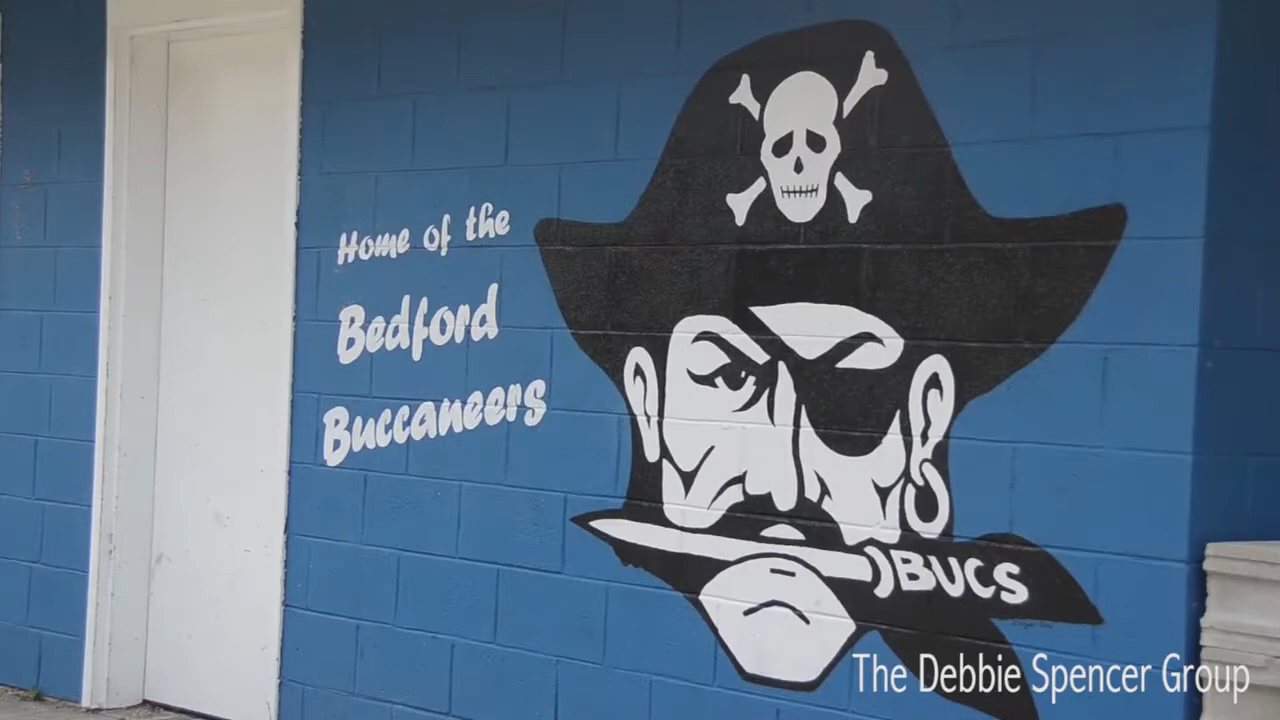 Home of the
Bedford
Buccaneers
BUCS
The Debbie Spencer Group